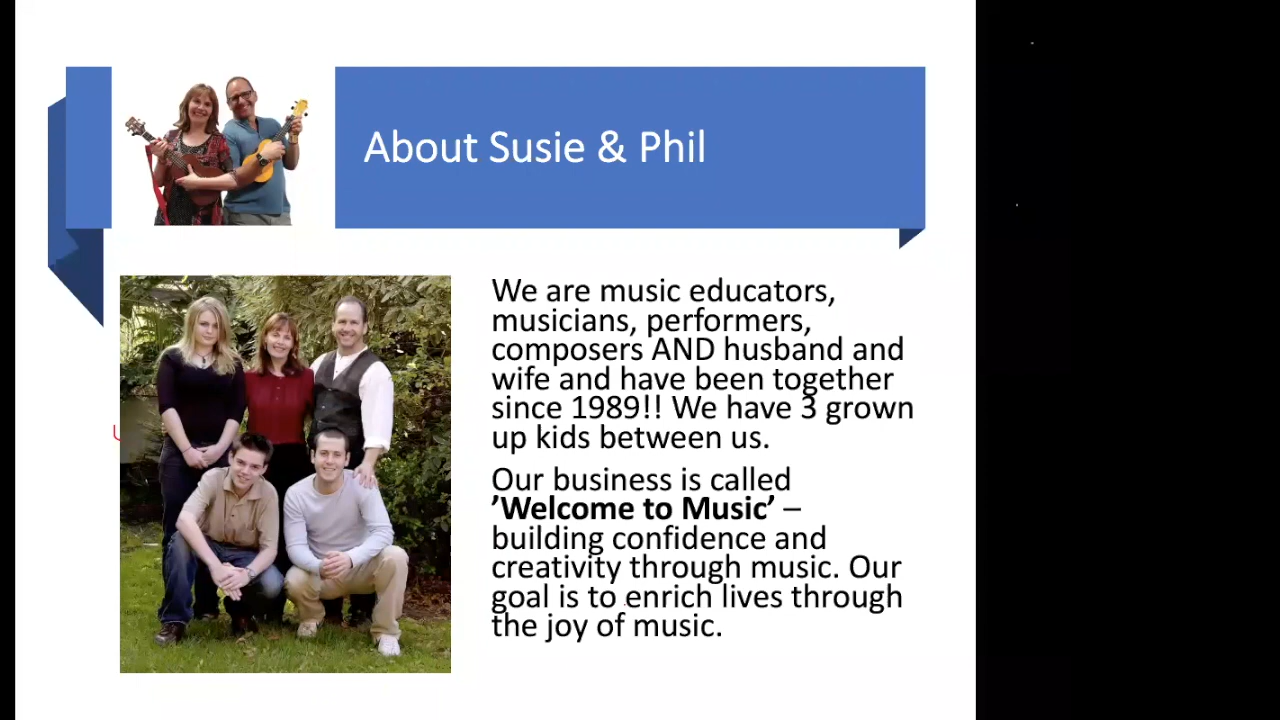 About Susie & Phil
We are music educators,
musicians, performers,
composers AND husband and
wife and have been together
since 1989!! We have 3 grown
up kids between us.
Our business is called
’Welcome to Music’ –
building confidence and
creativity through music. Our
goal is to enrich lives through
the joy of music.